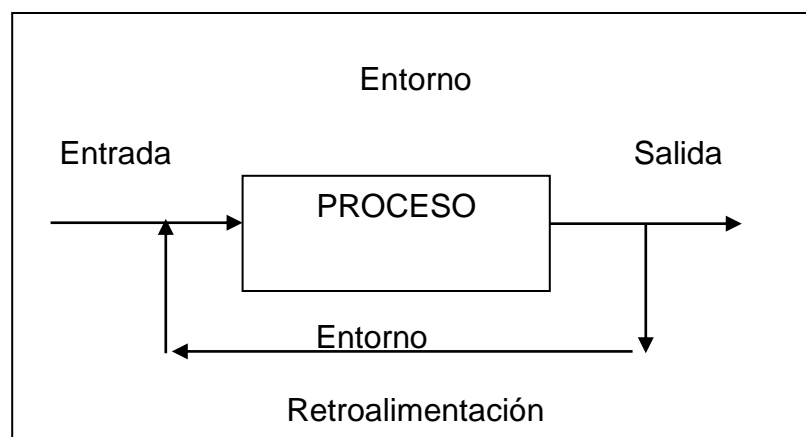 Entorno
Entrada
Salida
PROCESO
Entorno
Retroalimentación